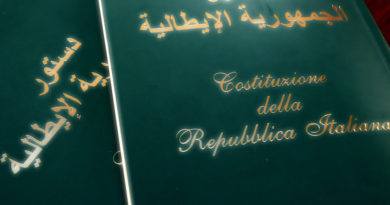 الجمهورية الإيطالية
Costituzione
della
Repubblica Italiana
دستور
الإيطالية